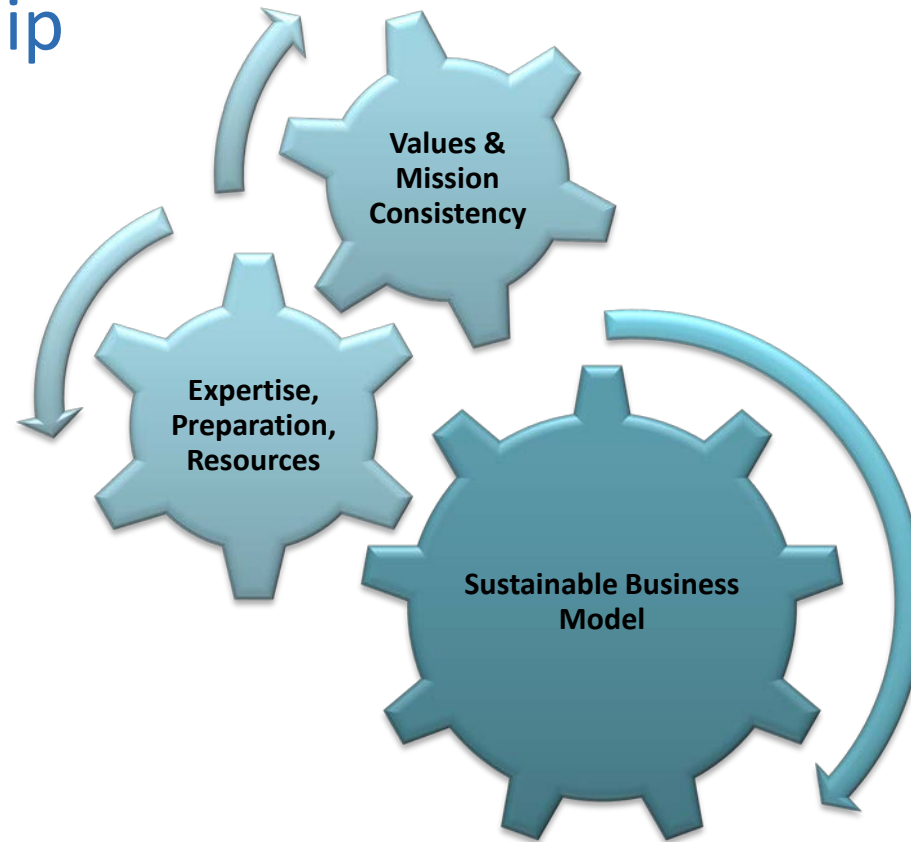 ip
Values &
Mission
Consistency
Expertise,
Preparation,
Resources
Sustainable Business
Model